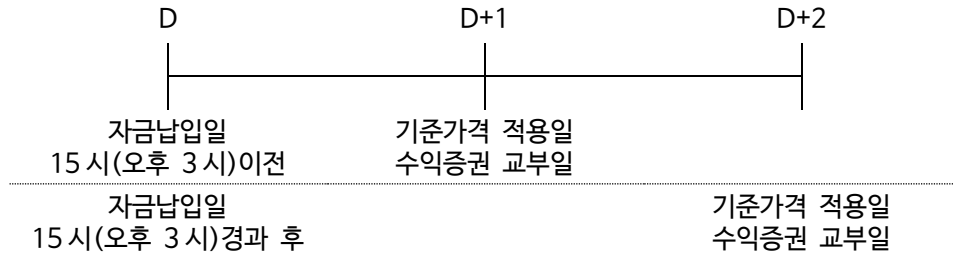 D D+1 D+2
자금납입일 기준가격 적용일
15시(오후 3시)이전 수익증권 교부일
자금납입일 기준가격 적용일
15시(오후 3시)경과 후 수익증권 교부일